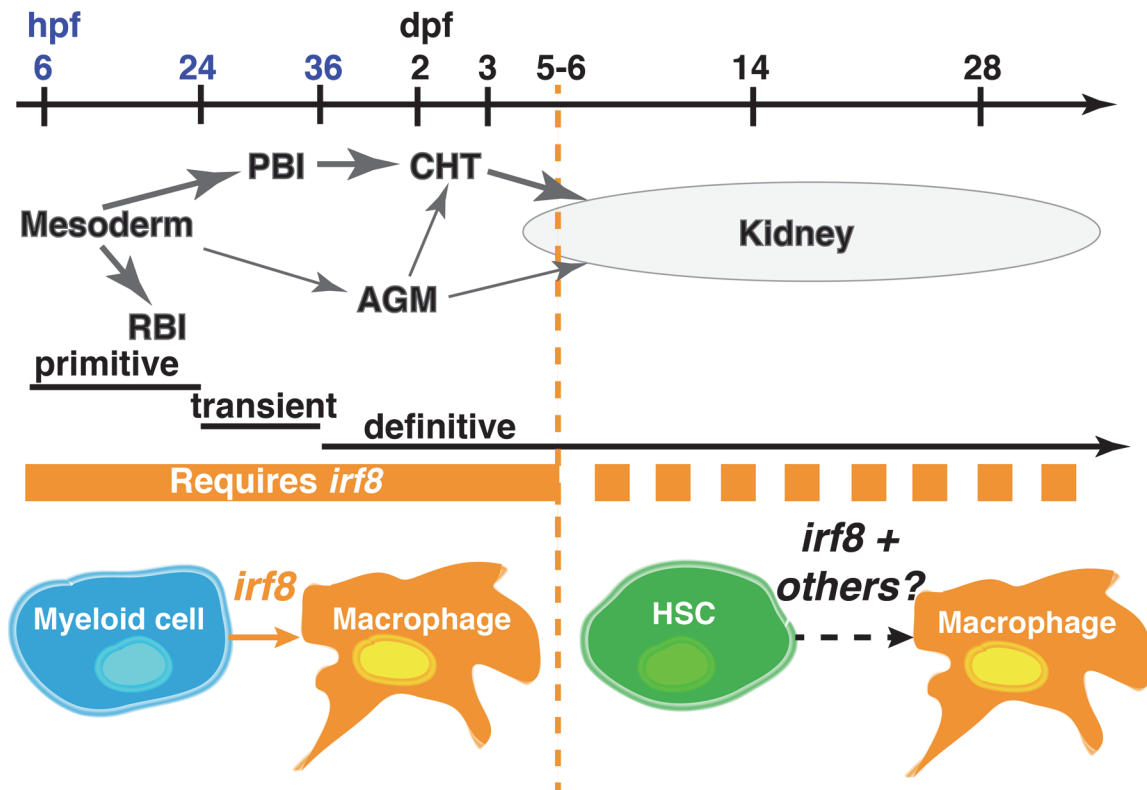 hpf dpf
6 24 36 2 3 5-6 14 28
PBI CHT
Mesoderm Kidney
AGM
RBI
primitive
transient
definitive
Requires irf8
irf8 +
others?
irf8
Myeloid cell Macrophage HSC Macrophage